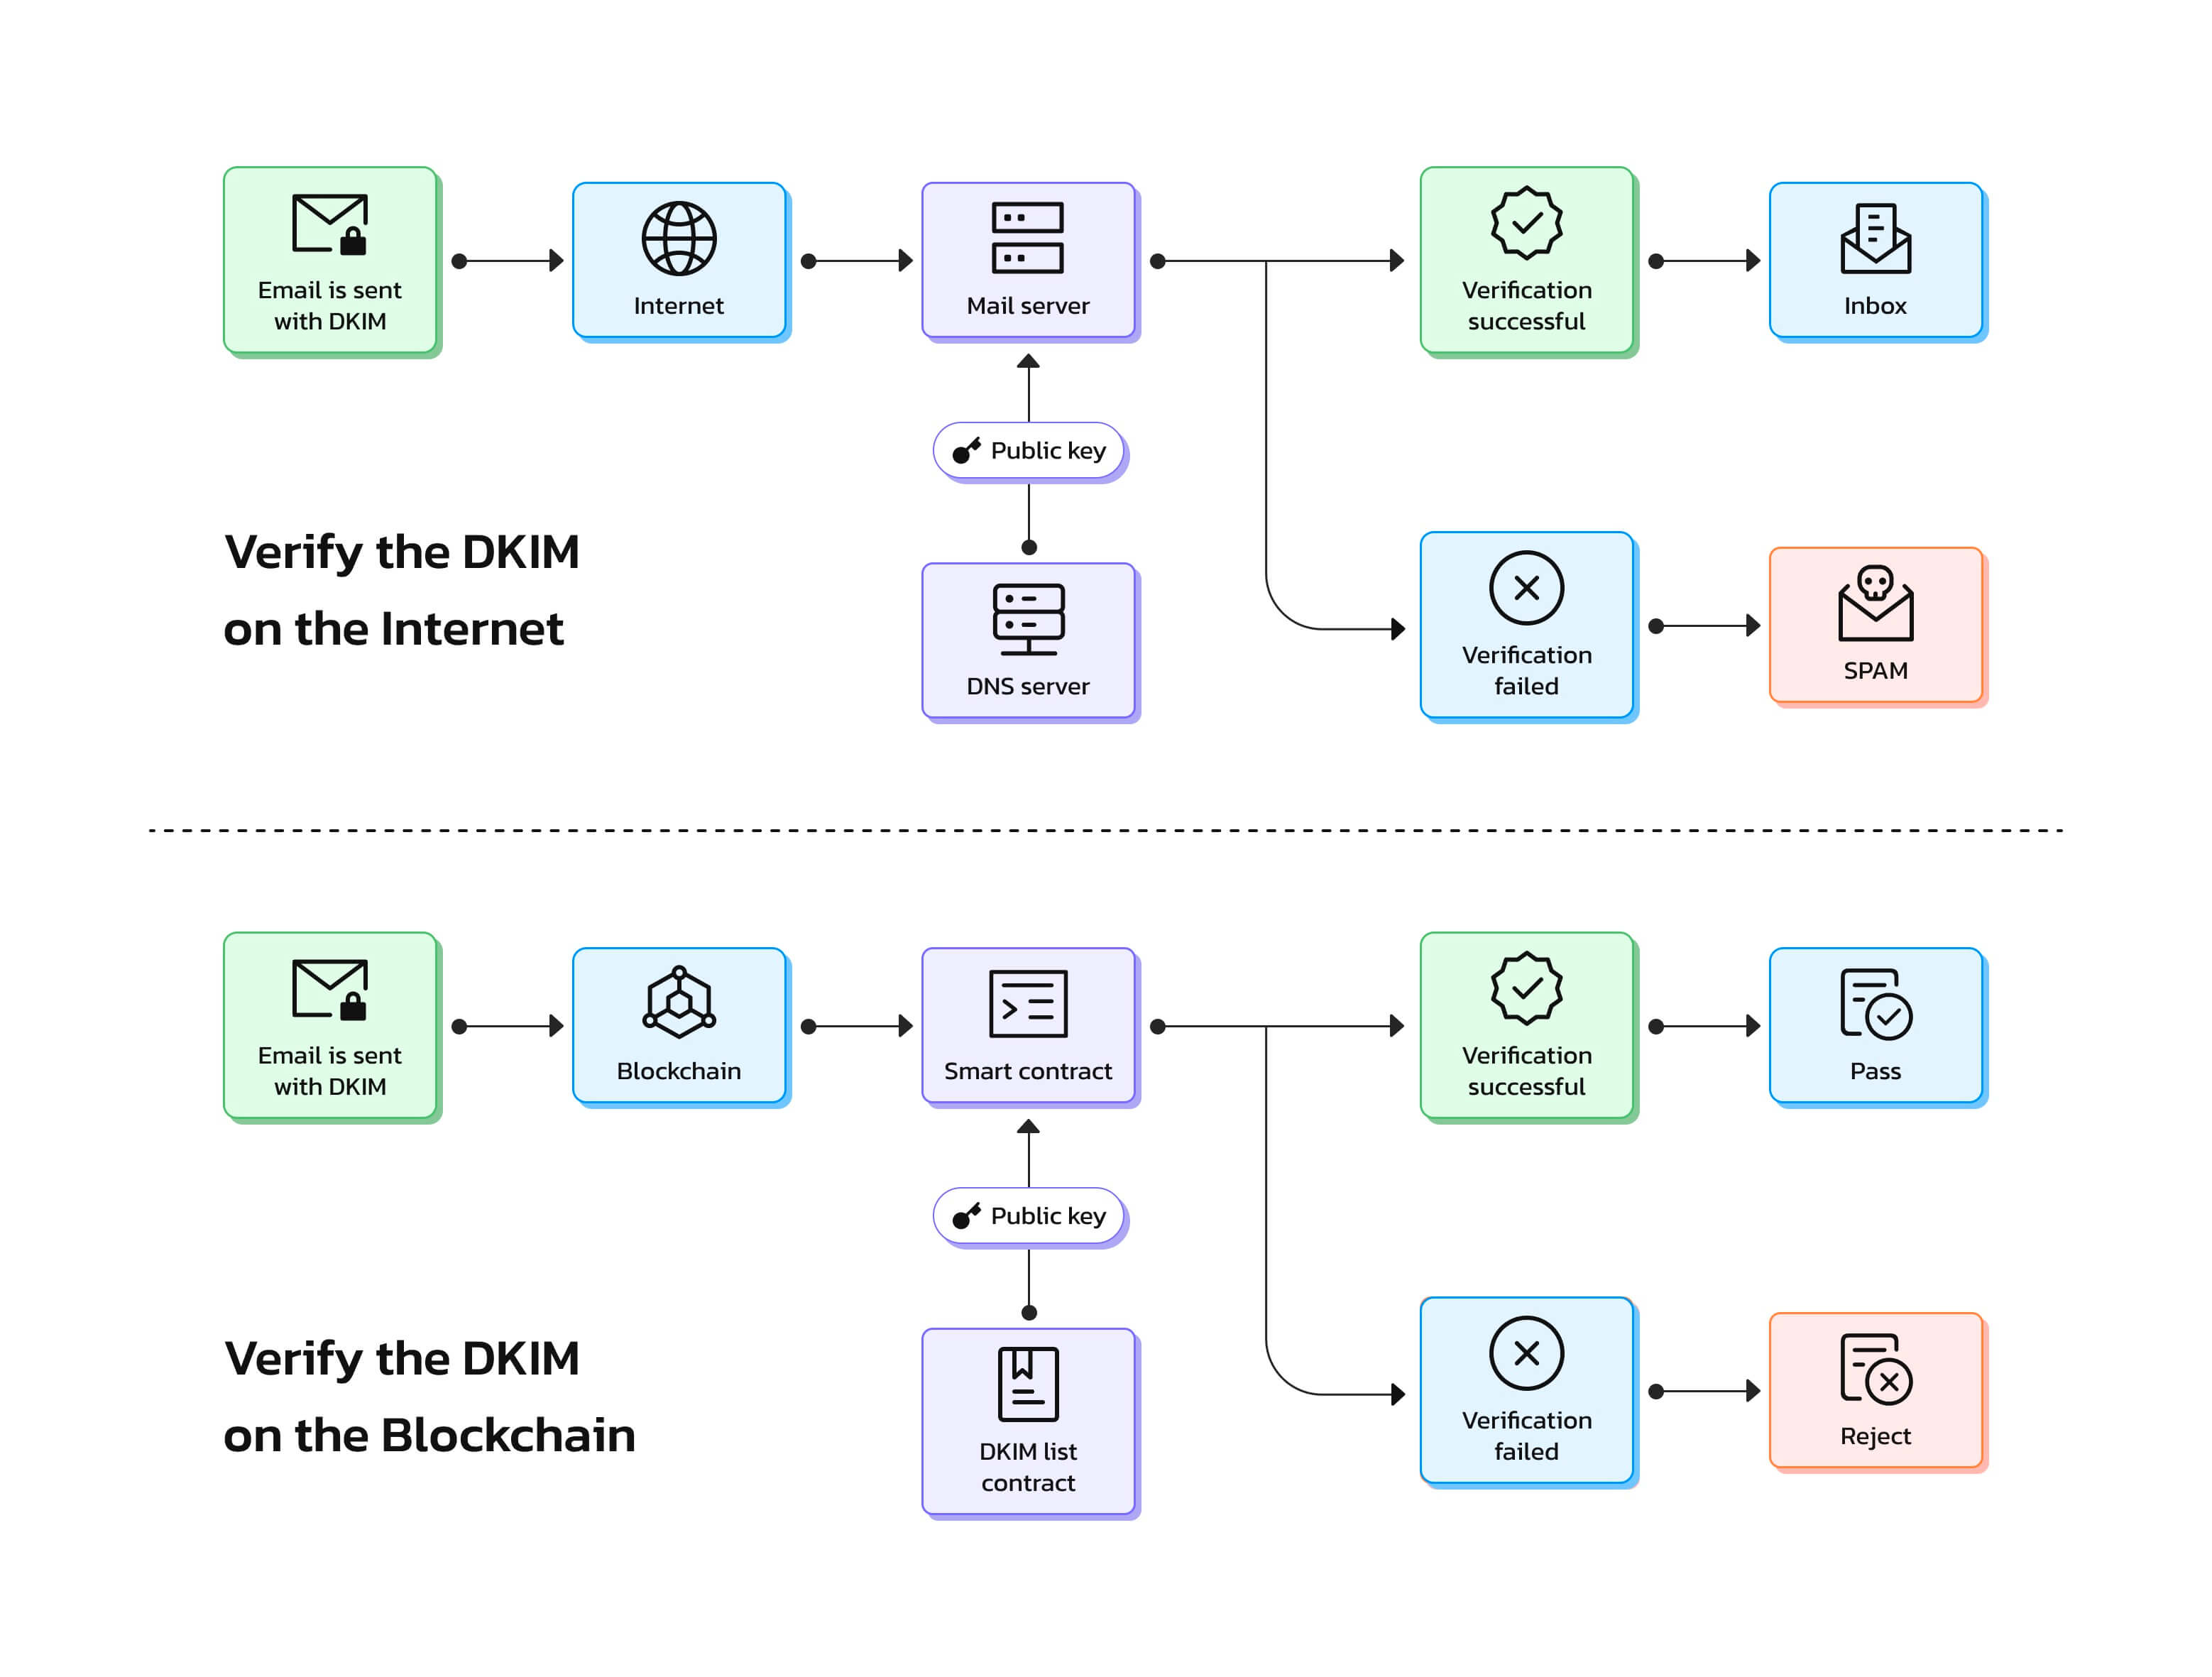 Email is sent
with DKIM
Internet
Mail server
Verification
successful
Inbox
Public key
Verify the DKIM
on the Internet
DNS server
Verification
failed
SPAM
Email is sent
with DKIM
Blockchain
Smart contract
Verification
successful
Pass
Public key
Verify the DKIM
on the Blockchain
DKIM list
contract
Verification
failed
Reject